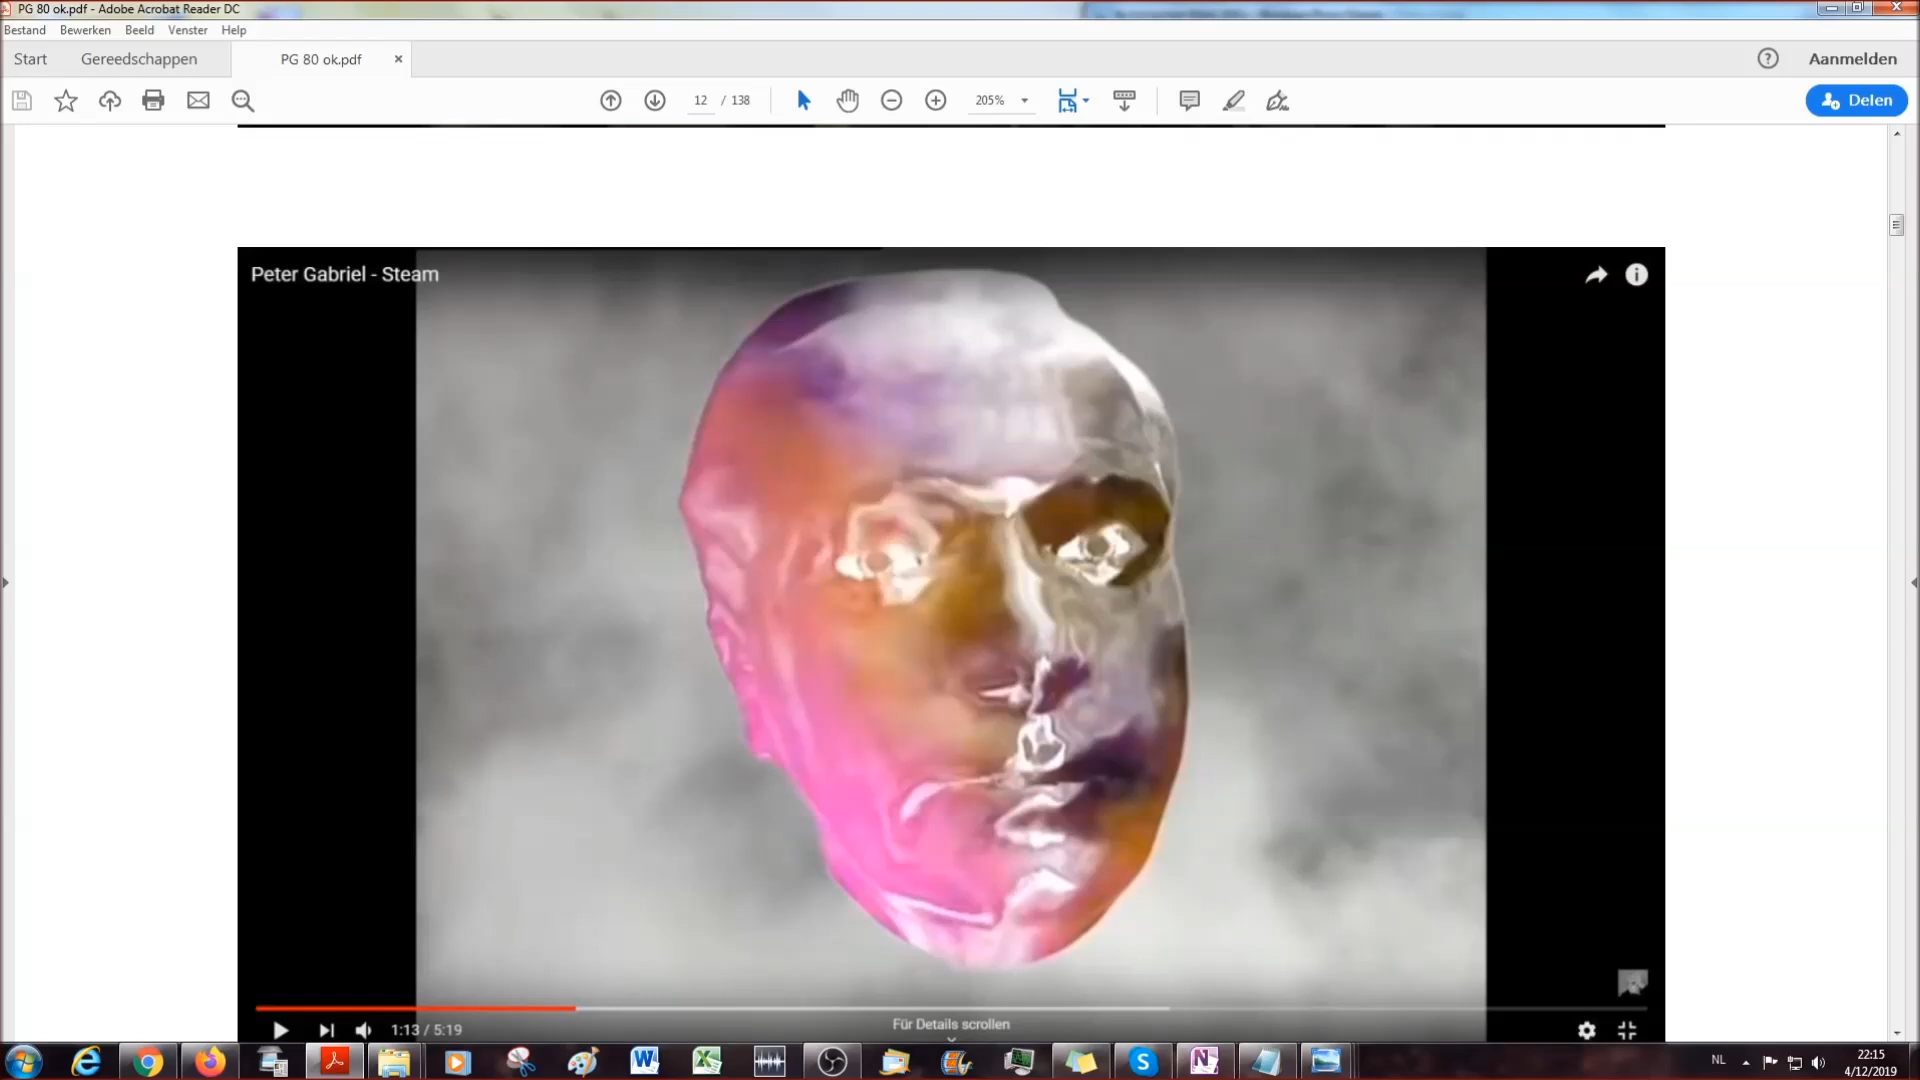 PG 80 ok.pdf - Adobe Acrobat Reader DC
Bestand Bewerken Beeld Venster Help
Start Gereedschappen PG 80 ok.pdf × Aanmelden
12 / 138 205% Delen
Peter Gabriel - Steam
1:13 / 5:19
Für Details scrollen
NL 22:15
4/12/2019